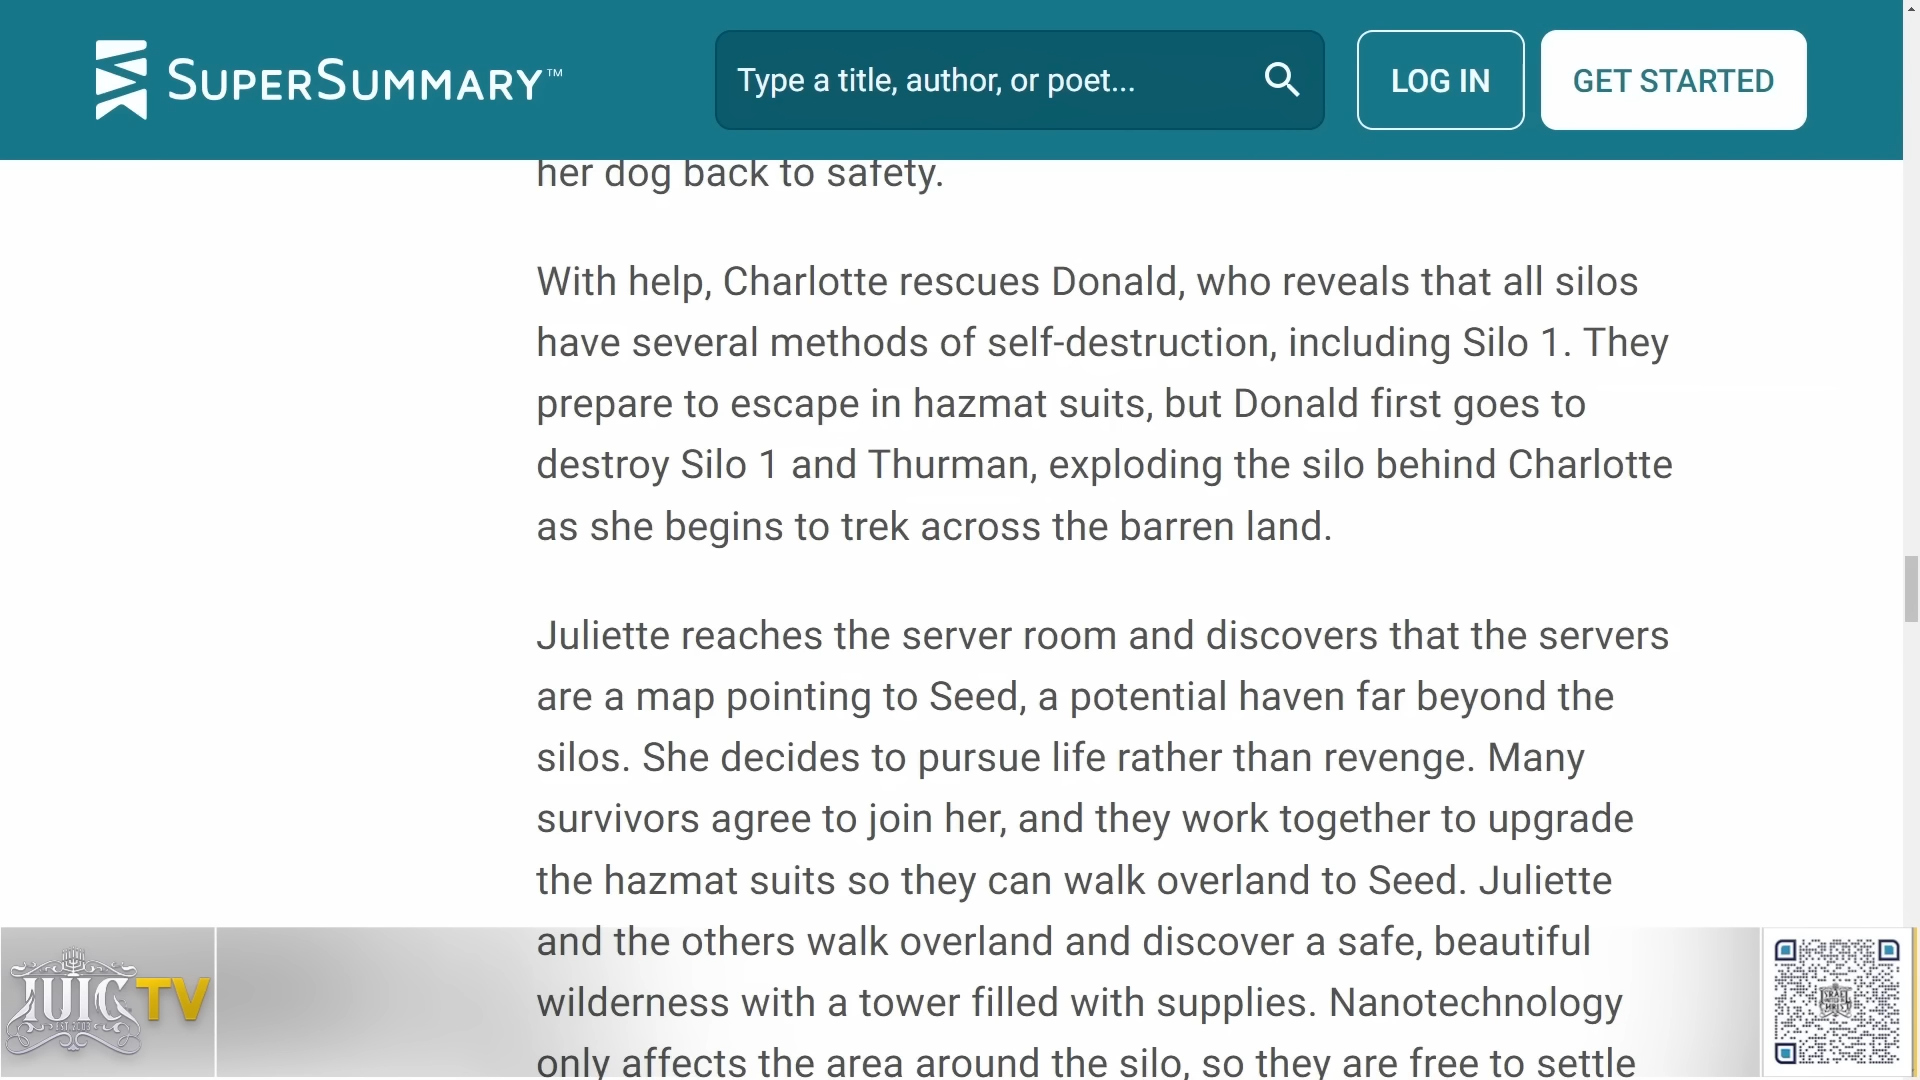 SUPERSUMMARY™
Type a title, author, or poet...
LOG IN
GET STARTED
her dog back to safety.
With help, Charlotte rescues Donald, who reveals that all silos
have several methods of self-destruction, including Silo 1. They
prepare to escape in hazmat suits, but Donald first goes to
destroy Silo 1 and Thurman, exploding the silo behind Charlotte
as she begins to trek across the barren land.
Juliette reaches the server room and discovers that the servers
are a map pointing to Seed, a potential haven far beyond the
silos. She decides to pursue life rather than revenge. Many
survivors agree to join her, and they work together to upgrade
the hazmat suits so they can walk overland to Seed. Juliette
and the others walk overland and discover a safe, beautiful
wilderness with a tower filled with supplies. Nanotechnology
only affects the area around the silo, so they are free to settle
IUIC TV
EST. 2003